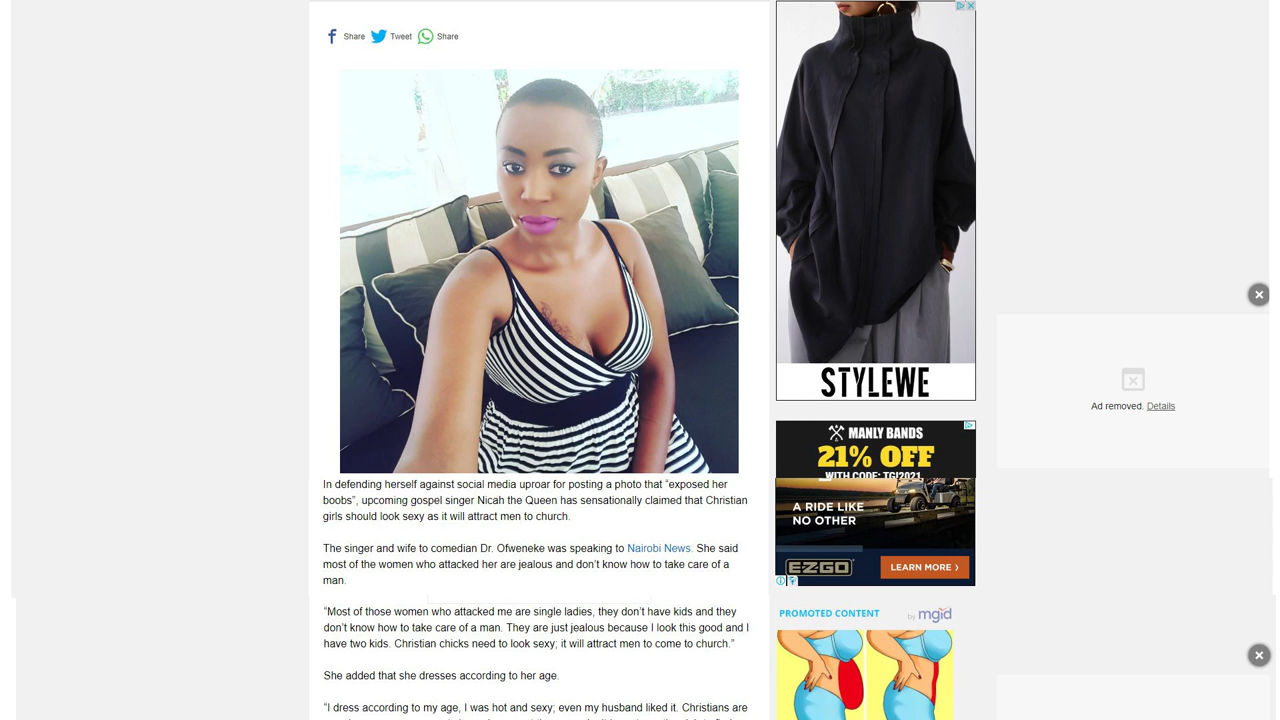 Share Tweet Share
In defending herself against social media uproar for posting a photo that “exposed her
boobs”, upcoming gospel singer Nicah the Queen has sensationally claimed that Christian
girls should look sexy as it will attract men to church.
The singer and wife to comedian Dr. Ofweneke was speaking to Nairobi News. She said
most of the women who attacked her are jealous and don’t know how to take care of a
man.
“Most of those women who attacked me are single ladies, they don’t have kids and they
don’t know how to take care of a man. They are just jealous because I look this good and I
have two kids. Christian chicks need to look sexy; it will attract men to come to church.”
She added that she dresses according to her age.
“I dress according to my age, I was hot and sexy; even my husband liked it. Christians are
STYLEWE
MANLY BANDS
21% OFF
WITH CODE: TGI2021
A RIDE LIKE
NO OTHER
E-Z-GO
LEARN MORE ›
PROMOTED CONTENT
by mgid
Ad removed. Details